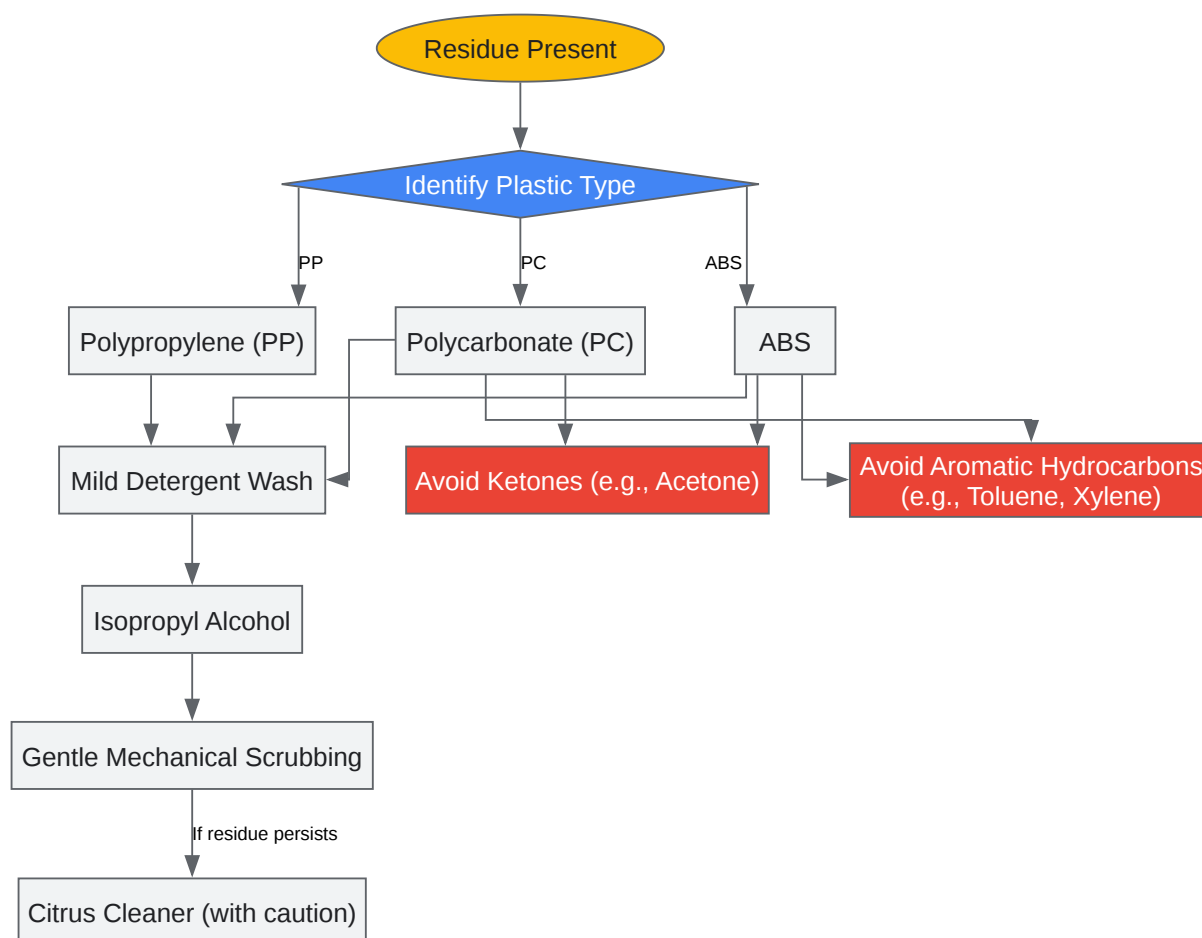 Residue Present
Identify Plastic Type
PP
PC
ABS
Polypropylene (PP)
Polycarbonate (PC)
ABS
Mild Detergent Wash
Avoid Ketones (e.g., Acetone)
Avoid Aromatic Hydrocarbons
(e.g., Toluene, Xylene)
Isopropyl Alcohol
Gentle Mechanical Scrubbing
If residue persists
Citrus Cleaner (with caution)